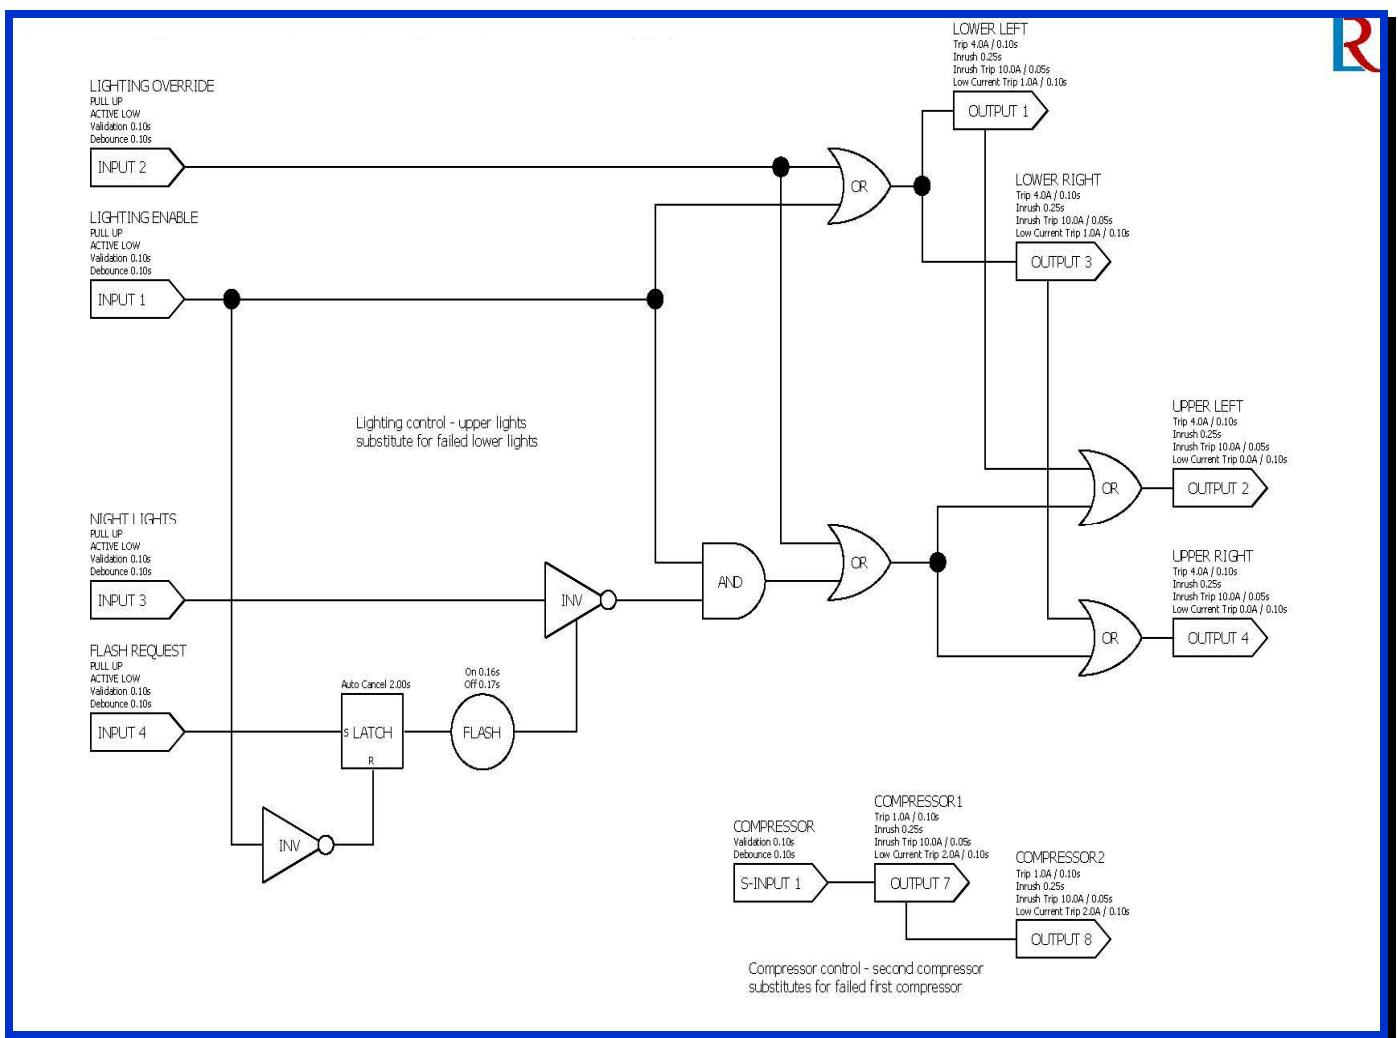 LOWER LEFT
Trip 4.0A / 0.10s
Inrush 0.25s
Inrush Trip 10.0A / 0.05s
Low Current Trip 1.0A / 0.10s
OUTPUT 1
LR
LIGHTING OVERRIDE
PULL UP
ACTIVE LOW
Validation 0.10s
Debounce 0.10s
INPUT 2
OR
LOWER RIGHT
Trip 4.0A / 0.10s
Inrush 0.25s
Inrush Trip 10.0A / 0.05s
Low Current Trip 1.0A / 0.10s
OUTPUT 3
LIGHTING ENABLE
PULL UP
ACTIVE LOW
Validation 0.10s
Debounce 0.10s
INPUT 1
Lighting control - upper lights
substitute for failed lower lights
UPPER LEFT
Trip 4.0A / 0.10s
Inrush 0.25s
Inrush Trip 10.0A / 0.05s
Low Current Trip 0.0A / 0.10s
OR
OUTPUT 2
NIGHT LIGHTS
PULL UP
ACTIVE LOW
Validation 0.10s
Debounce 0.10s
INPUT 3
INV
AND
OR
UPPER RIGHT
Trip 4.0A / 0.10s
Inrush 0.25s
Inrush Trip 10.0A / 0.05s
Low Current Trip 0.0A / 0.10s
OR
OUTPUT 4
FLASH REQUEST
PULL UP
ACTIVE LOW
Validation 0.10s
Debounce 0.10s
INPUT 4
Auto Cancel 2.00s
S LATCH
R
On 0.16s
Off 0.17s
FLASH
INV
COMPRESSOR
Validation 0.10s
Debounce 0.10s
S-INPUT 1
COMPRESSOR1
Trip 1.0A / 0.10s
Inrush 0.25s
Inrush Trip 10.0A / 0.05s
Low Current Trip 2.0A / 0.10s
OUTPUT 7
COMPRESSOR2
Trip 1.0A / 0.10s
Inrush 0.25s
Inrush Trip 10.0A / 0.05s
Low Current Trip 2.0A / 0.10s
OUTPUT 8
Compressor control - second compressor
substitutes for failed first compressor